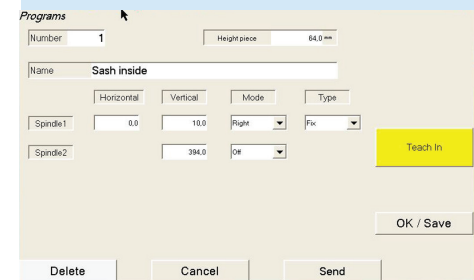 Programs
Number 1 Height piece 64,0 mm
Name Sash inside
Horizontal Vertical Mode Type
Spindle1 0,0 10,0 Right Fix
Spindle2 394,0 Off
Teach In
OK / Save
Delete Cancel Send